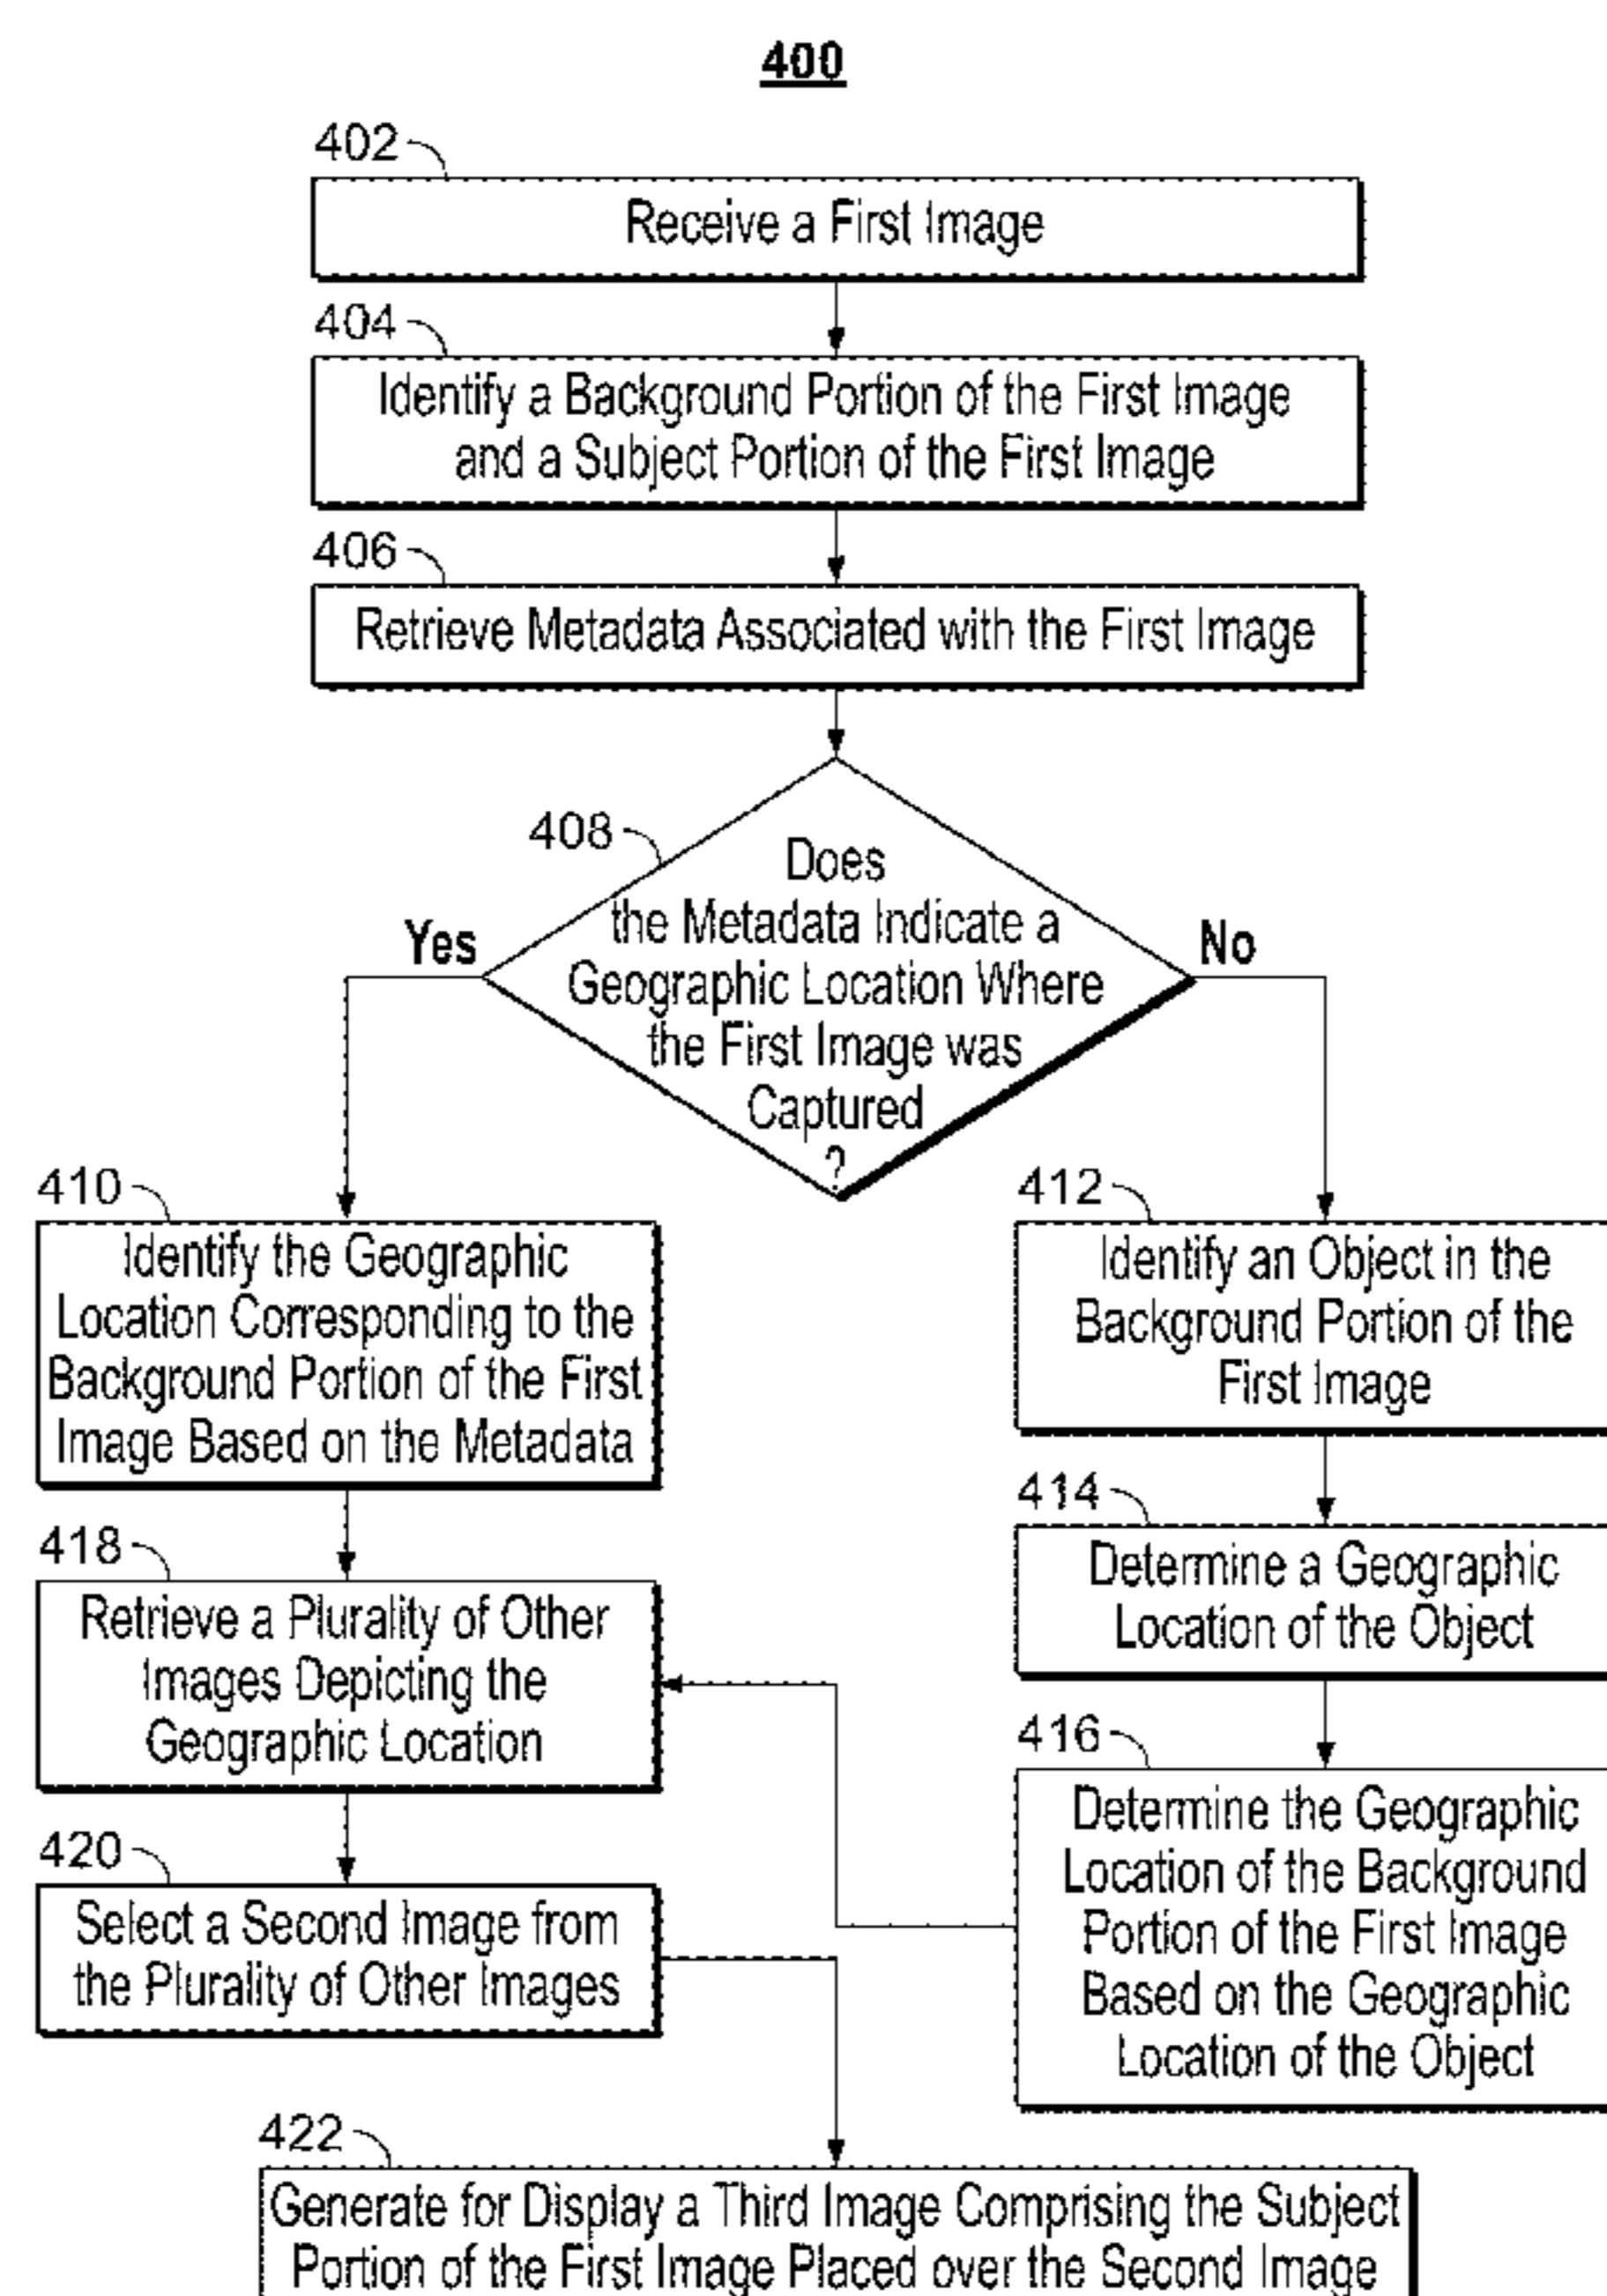 400
402
Receive a First Image
404
Identify a Background Portion of the First Image
and a Subject Portion of the First Image
406
Retrieve Metadata Associated with the First Image
408
Does
the Metadata Indicate a
Geographic Location Where
the First Image was
Captured
?
Yes
No
410
Identify the Geographic
Location Corresponding to the
Background Portion of the First
Image Based on the Metadata
412
Identify an Object in the
Background Portion of the
First Image
414
Determine a Geographic
Location of the Object
416
Determine the Geographic
Location of the Background
Portion of the First Image
Based on the Geographic
Location of the Object
418
Retrieve a Plurality of Other
Images Depicting the
Geographic Location
420
Select a Second Image from
the Plurality of Other Images
422
Generate for Display a Third Image Comprising the Subject
Portion of the First Image Placed over the Second Image